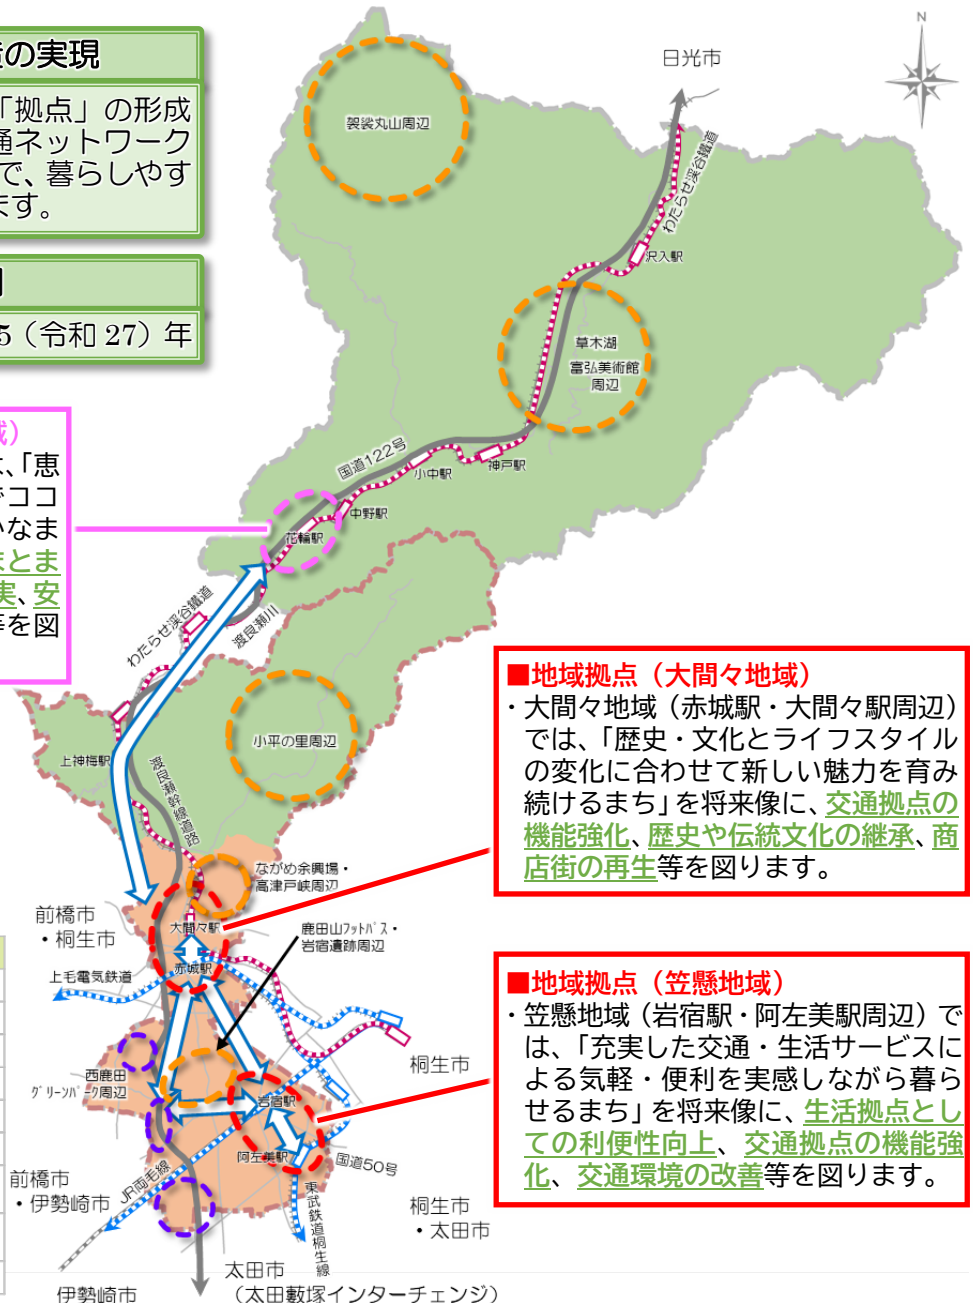 の実現
「拠点」の形成
通ネットワーク
で、暮らしやす
ます。
5（令和 27）年
は、「恵
でココ
かなま
まとま
実、安
等を図
N
日光市
袈裟丸山周辺
わたらせ渓谷鐵道
沢入駅
草木湖
富弘美術館
周辺
国道122号
神戸駅
小中駅
中野駅
花輪駅
わたらせ渓谷鐵道
渡良瀬川
小平の里周辺
上神梅駅
渡良瀬幹線道路
ながめ余興場・
高津戸峡周辺
前橋市
・桐生市
大間々駅
鹿田山フットパス・
岩宿遺跡周辺
赤城駅
上毛電気鉄道
桐生市
西鹿田
グリーンパーク周辺
岩宿駅
阿左美駅
国道50号
JR両毛線
前橋市
・伊勢崎市
東武鉄道桐生線
桐生市
・太田市
太田市
（太田藪塚インターチェンジ）
伊勢崎市
■地域拠点（大間々地域）
・大間々地域（赤城駅・大間々駅周辺）
では、「歴史・文化とライフスタイル
の変化に合わせて新しい魅力を育み
続けるまち」を将来像に、交通拠点の
機能強化、歴史や伝統文化の継承、商
店街の再生等を図ります。
■地域拠点（笠懸地域）
・笠懸地域（岩宿駅・阿左美駅周辺）で
は、「充実した交通・生活サービスに
よる気軽・便利を実感しながら暮ら
せるまち」を将来像に、生活拠点とし
ての利便性向上、交通拠点の機能強
化、交通環境の改善等を図ります。